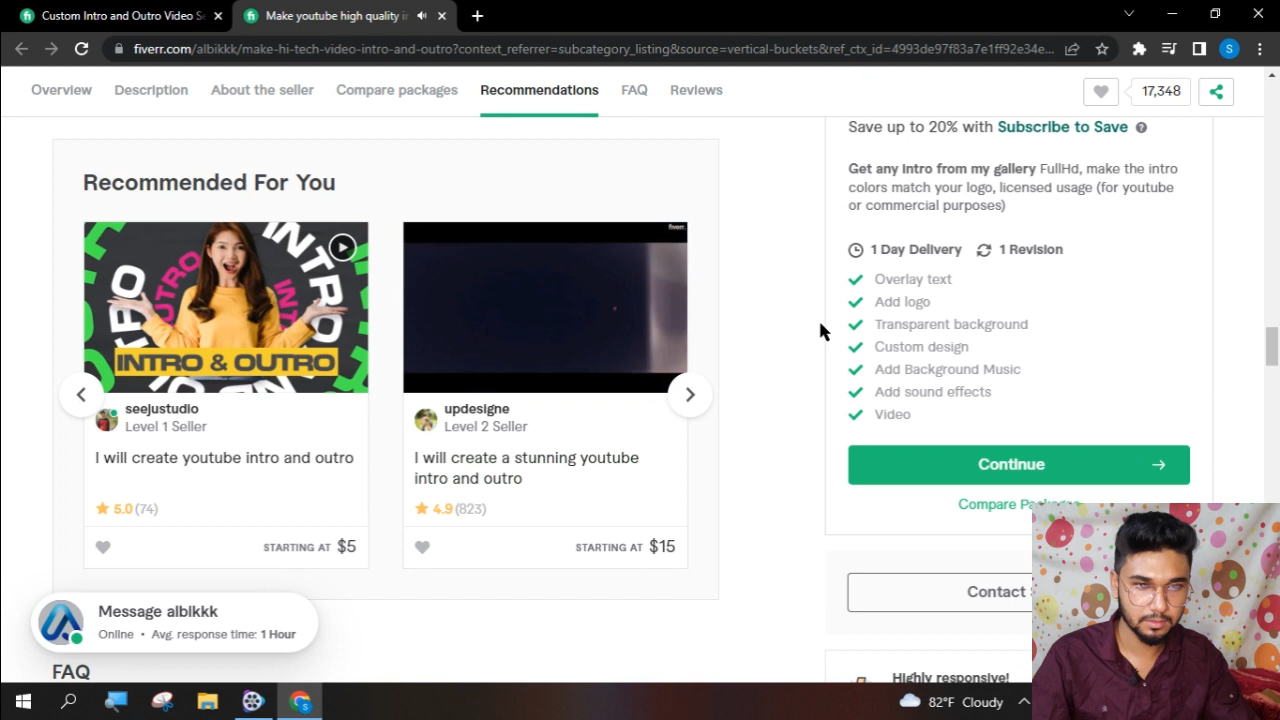 Custom Intro and Outro Video Se
Make youtube high quality in
fiverr.com/albikkk/make-hi-tech-video-intro-and-outro?context_referrer=subcategory_listing&source=vertical-buckets&ref_ctx_id=4993de97f83a7e1ff92e34e...
S
Overview
Description
About the seller
Compare packages
Recommendations
FAQ
Reviews
17,348
Save up to 20% with Subscribe to Save
Get any intro from my gallery FullHd, make the intro
colors match your logo, licensed usage (for youtube
or commercial purposes)
1 Day Delivery
1 Revision
Overlay text
Add logo
Transparent background
Custom design
Add Background Music
Add sound effects
Video
Continue
Compare
Contact
Highly responsive!
Recommended For You
INTRO
INTRO
INTRO
INTRO & OUTRO
seejustudio
Level 1 Seller
I will create youtube intro and outro
5.0 (74)
STARTING AT $5
fiverr.
updesigne
Level 2 Seller
I will create a stunning youtube
intro and outro
4.9 (823)
STARTING AT $15
Message albikkk
Online • Avg. response time: 1 Hour
FAQ
82°F Cloudy